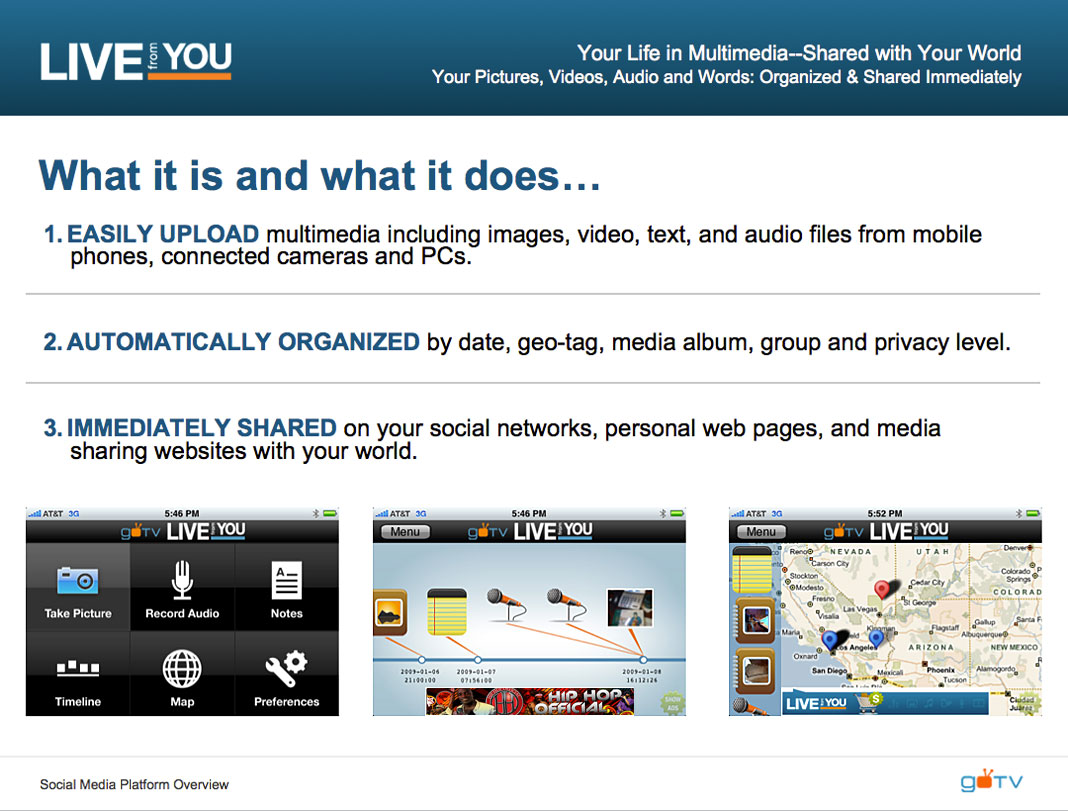 LIVE from YOU
Your Life in Multimedia--Shared with Your World
Your Pictures, Videos, Audio and Words: Organized & Shared Immediately
What it is and what it does…
1. EASILY UPLOAD multimedia including images, video, text, and audio files from mobile
phones, connected cameras and PCs.
2. AUTOMATICALLY ORGANIZED by date, geo-tag, media album, group and privacy level.
3. IMMEDIATELY SHARED on your social networks, personal web pages, and media
sharing websites with your world.
AT&T 3G 5:46 PM
goTV LIVE from YOU
Take Picture Record Audio Notes
Timeline Map Preferences
AT&T 3G 5:46 PM
Menu goTV LIVE from YOU
2009-01-06 2009-01-07 2009-01-08
21:00:00 07:56:00 16:12:26
HIP HOP
OFFICIAL
ADS
AT&T 3G 5:52 PM
Menu goTV LIVE from YOU
Reno NEVADA UTAH Denver
Carson City
Stockton Colorado
Modesto Cedar City Springs
Fresno St George COLORAD
Visalia Las Vegas
Kingman Flagstaff Gallup Santa F
Maria Albuquerque
Oxnard Los Angeles ARIZONA NEW MEXICO
San Diego Phoenix Alamogordo
Mexicali Tucson
LIVE from YOU $
Ciudad
Juárez
Social Media Platform Overview
goTV